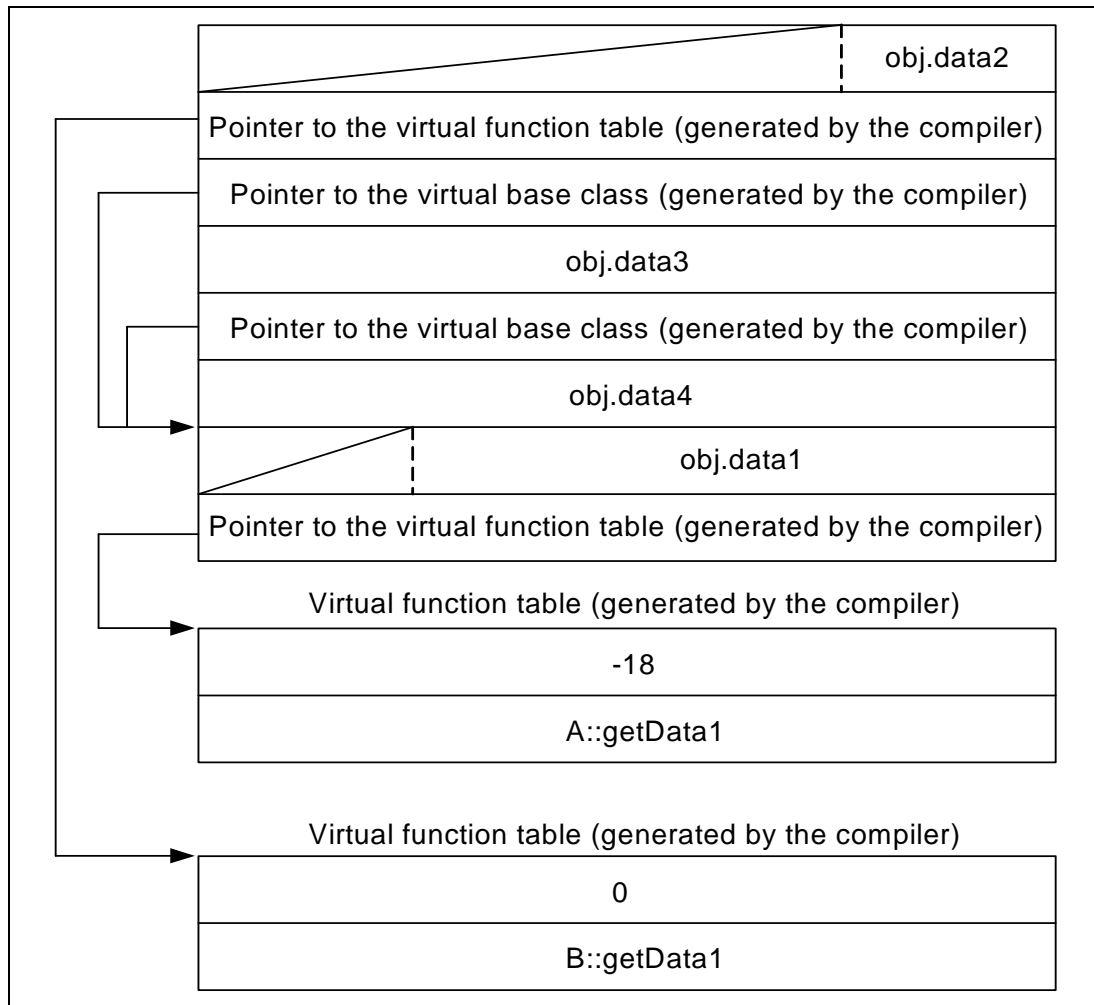 obj.data2
Pointer to the virtual function table (generated by the compiler)
Pointer to the virtual base class (generated by the compiler)
obj.data3
Pointer to the virtual base class (generated by the compiler)
obj.data4
obj.data1
Pointer to the virtual function table (generated by the compiler)
Virtual function table (generated by the compiler)
-18
A::getData1
Virtual function table (generated by the compiler)
0
B::getData1